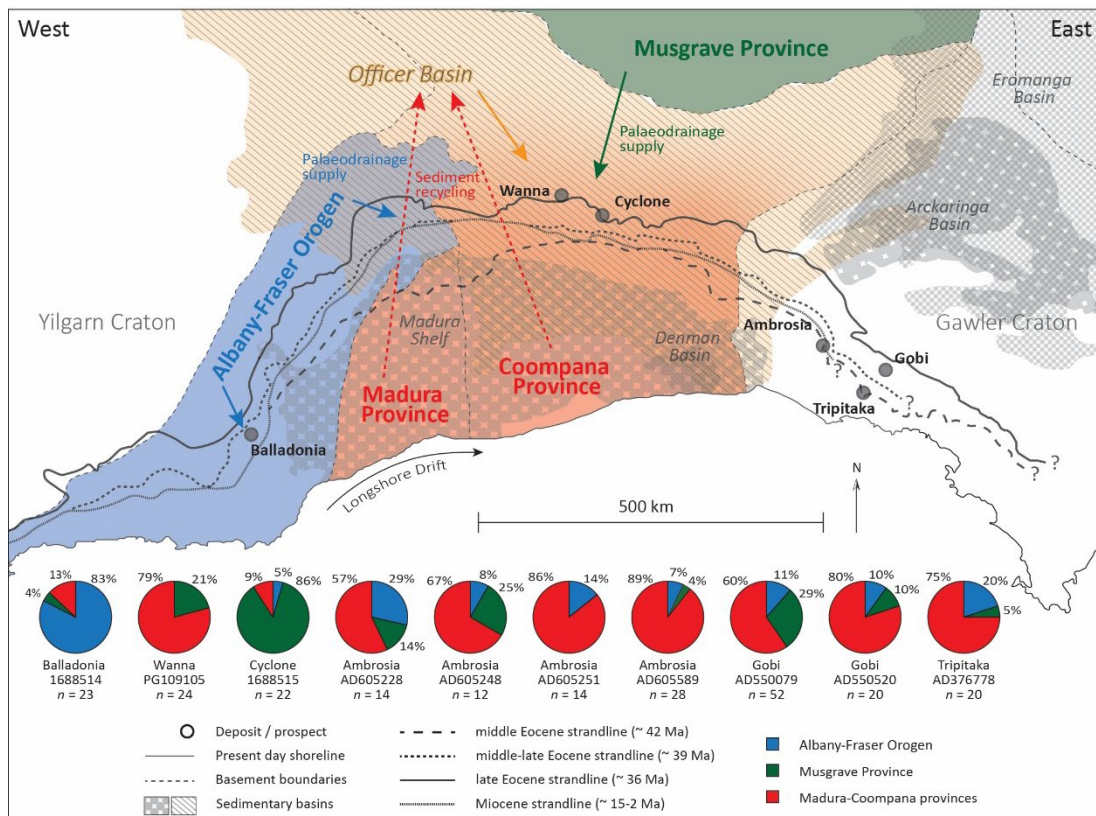 West
East
Musgrave Province
Officer Basin
Eromanga
Basin
Palaeodrainage
supply
Palaeodrainage
supply
Sediment
recycling
Wanna
Cyclone
Arckaringa
Basin
Albany-Fraser Orogen
Yilgarn Craton
Gawler Craton
Madura
Shelf
Denman
Basin
Ambrosia
Gobi
?
?
Tripitaka
Coompana
Province
Madura
Province
Balladonia
Longshore Drift
N
?
?
500 km
13%
83%
4%
79%
21%
9%
5%
86%
57%
29%
14%
67%
8%
25%
86%
14%
89%
7%
4%
60%
11%
29%
80%
10%
10%
75%
20%
5%
Balladonia
1688514
n = 23
Wanna
PG109105
n = 24
Cyclone
1688515
n = 22
Ambrosia
AD605228
n = 14
Ambrosia
AD605248
n = 12
Ambrosia
AD605251
n = 14
Ambrosia
AD605589
n = 28
Gobi
AD550079
n = 52
Gobi
AD550520
n = 20
Tripitaka
AD376778
n = 20
Deposit / prospect
Present day shoreline
Basement boundaries
Sedimentary basins
middle Eocene strandline (~ 42 Ma)
middle-late Eocene strandline (~ 39 Ma)
late Eocene strandline (~ 36 Ma)
Miocene strandline (~ 15-2 Ma)
Albany-Fraser Orogen
Musgrave Province
Madura-Coompana provinces